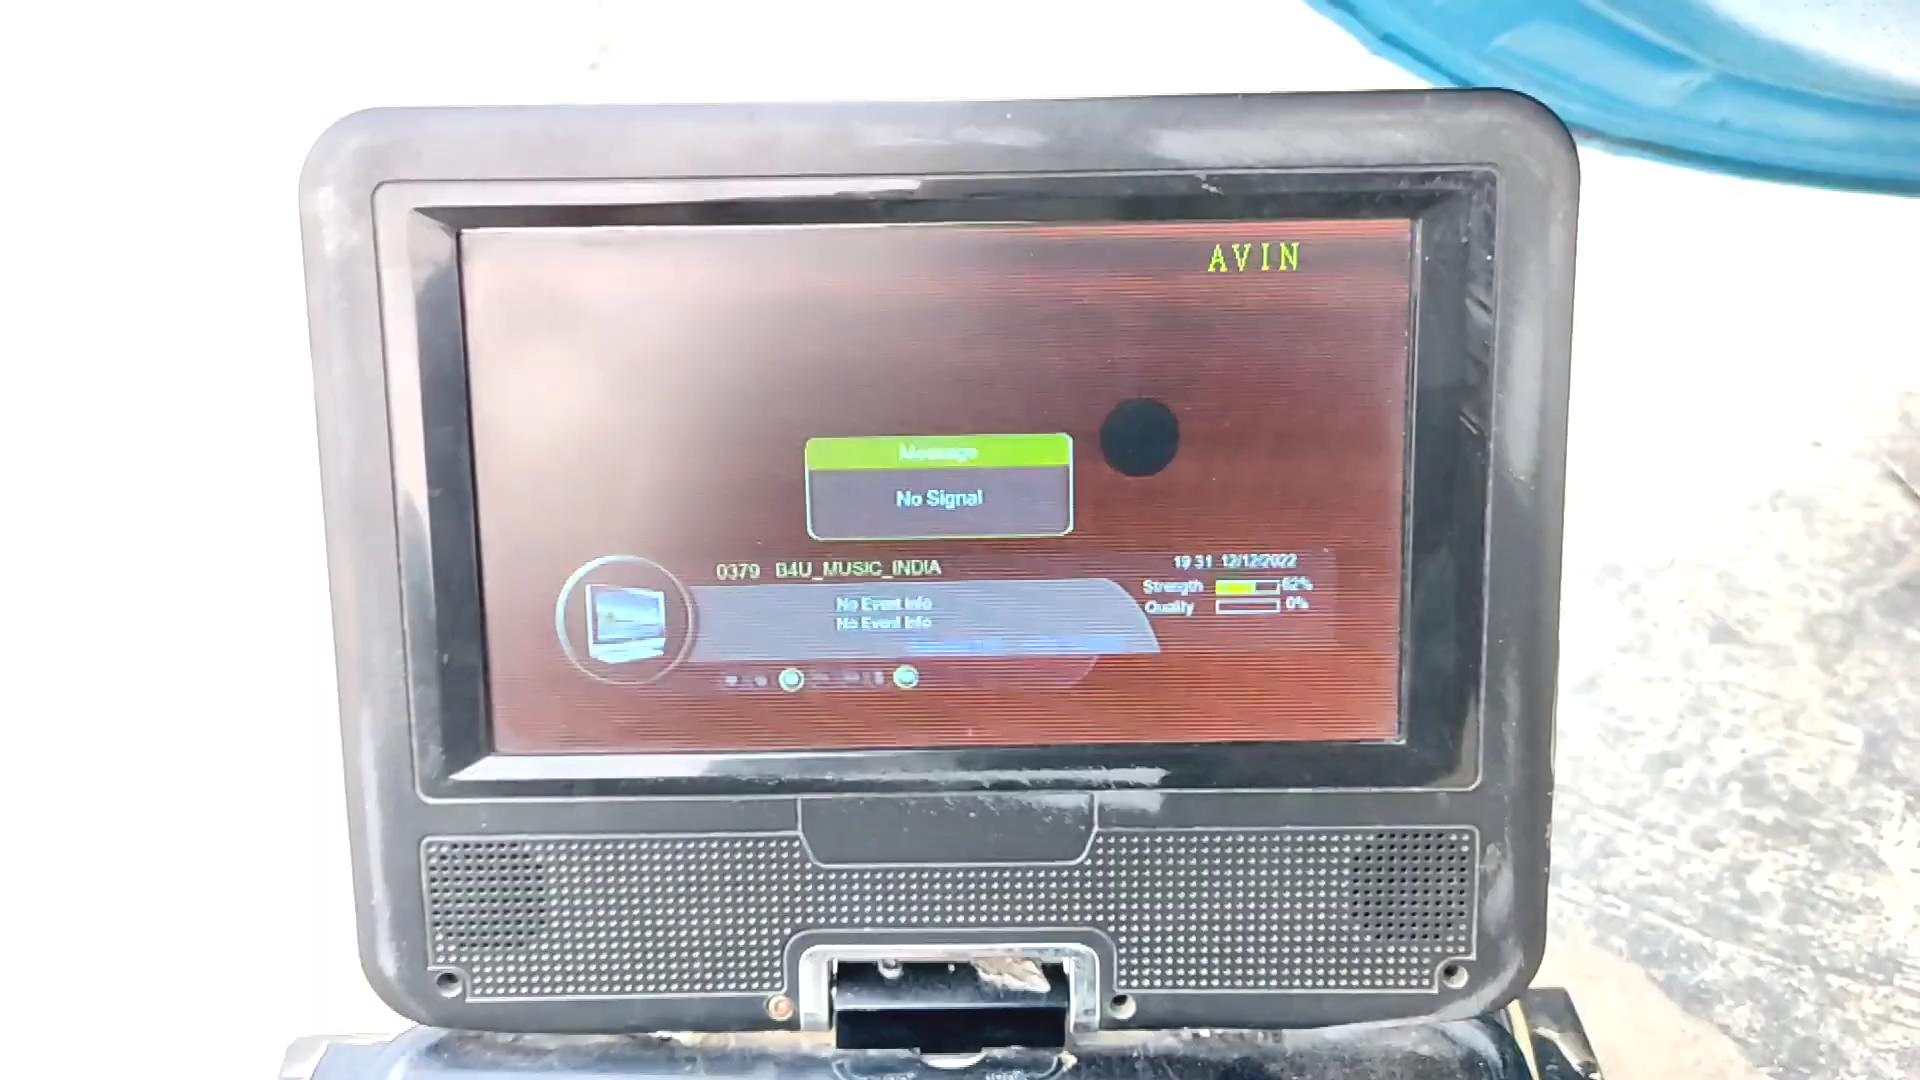 AVIN
Message
No Signal
0379 B4U_MUSIC_INDIA
19 31 12/12/2022
Strength 62%
Quality 0%
No Event Info
No Event Info